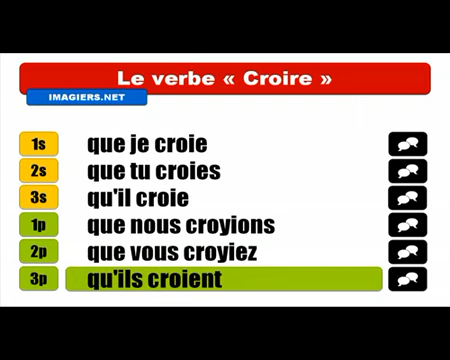 Le verbe « Croire »
IMAGIERS.NET
1s que je croie
2s que tu croies
3s qu'il croie
1p que nous croyions
2p que vous croyiez
3p qu'ils croient